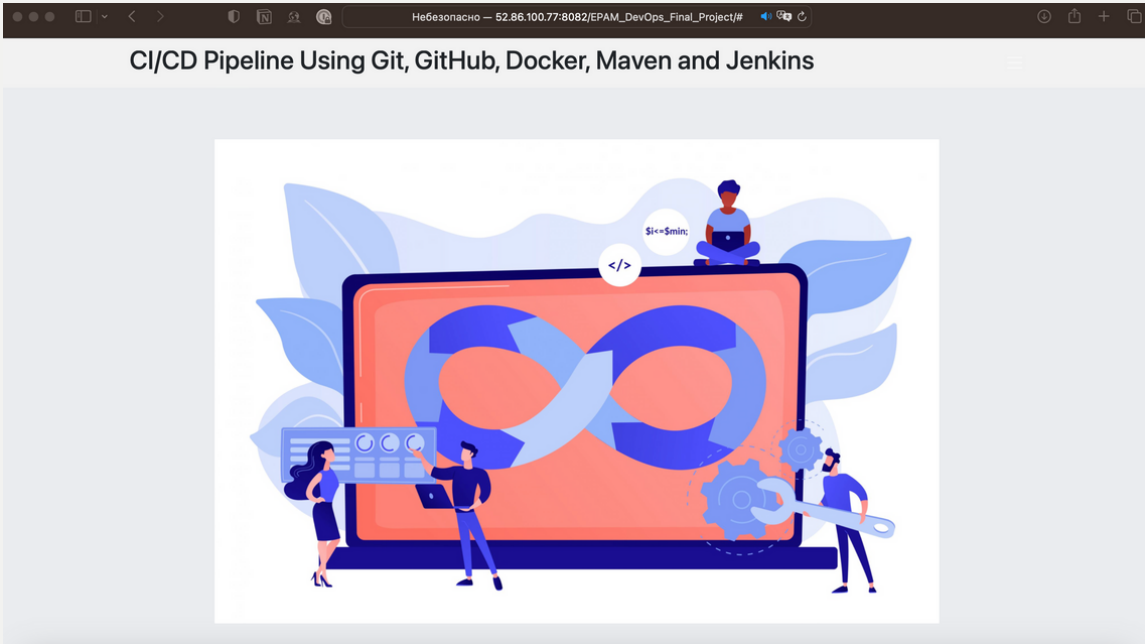 Небезопасно — 52.86.100.77:8082/EPAM_DevOps_Final_Project/#
CI/CD Pipeline Using Git, GitHub, Docker, Maven and Jenkins
$i<=$min;
</>